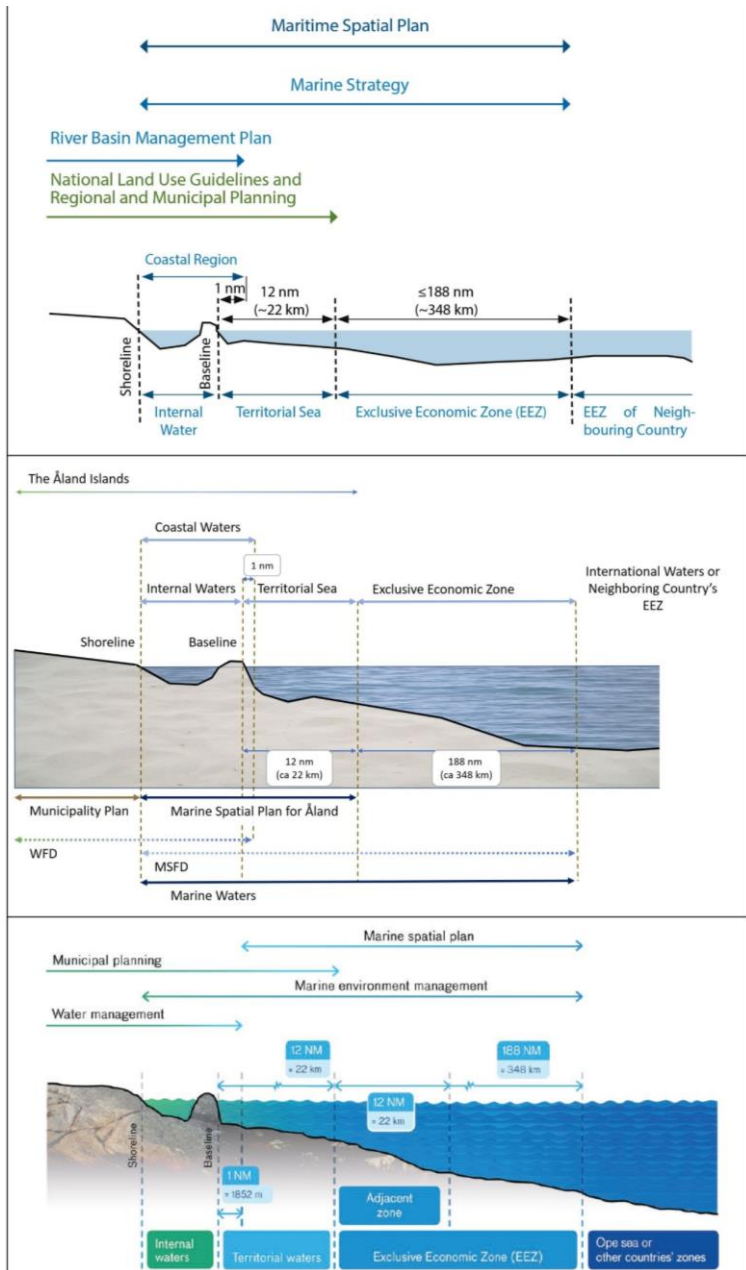 Maritime Spatial Plan
Marine Strategy
River Basin Management Plan
National Land Use Guidelines and
Regional and Municipal Planning
Coastal Region
1 nm
12 nm
(~22 km)
≤188 nm
(~348 km)
Shoreline
Baseline
Internal
Water
Territorial Sea
Exclusive Economic Zone (EEZ)
EEZ of Neigh-
bouring Country
The Åland Islands
Coastal Waters
1 nm
Internal Waters
Territorial Sea
Exclusive Economic Zone
International Waters or
Neighboring Country's
EEZ
Shoreline
Baseline
12 nm
(ca 22 km)
188 nm
(ca 348 km)
Municipality Plan
Marine Spatial Plan for Åland
WFD
MSFD
Marine Waters
Marine spatial plan
Municipal planning
Marine environment management
Water management
12 NM
≈ 22 km
188 NM
≈ 348 km
12 NM
≈ 22 km
Shoreline
Baseline
1 NM
≈ 1852 m
Adjacent
zone
Internal
waters
Territorial waters
Exclusive Economic Zone (EEZ)
Ope sea or
other countries' zones